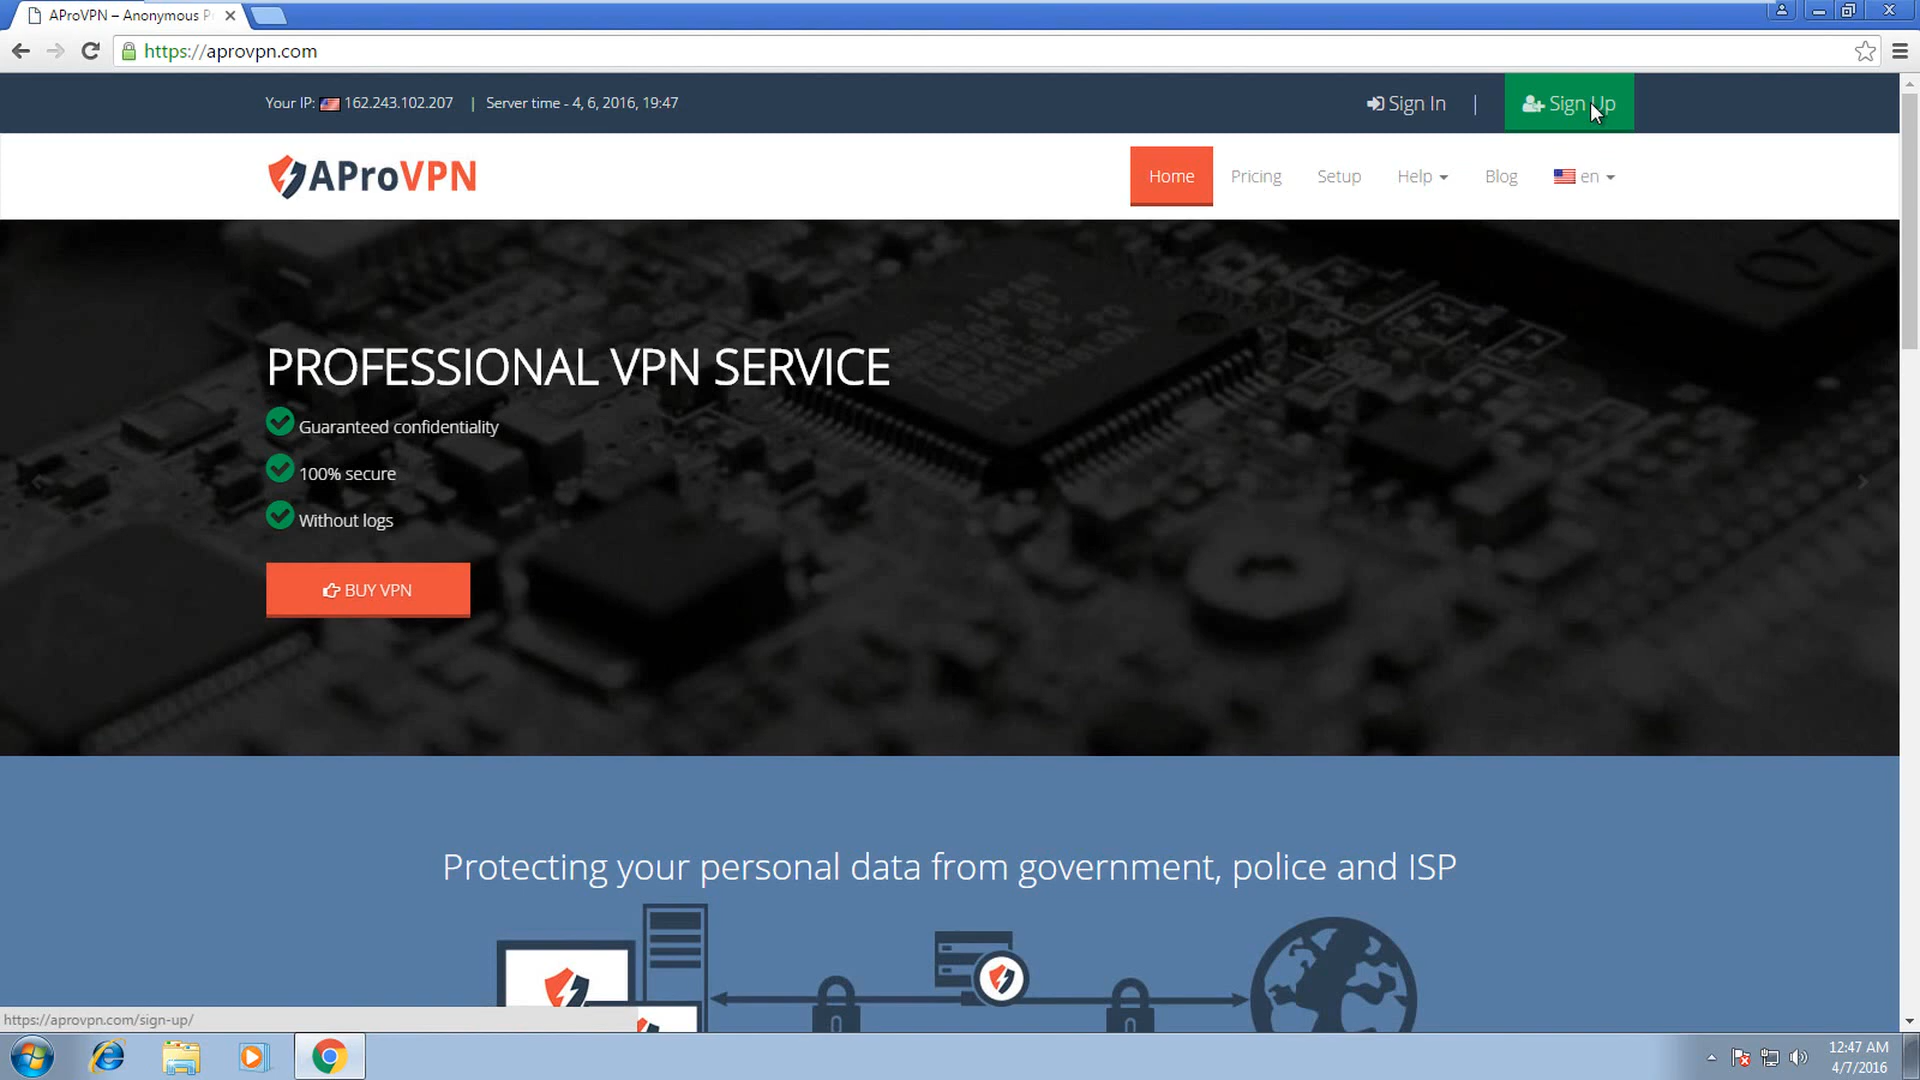 AProVPN – Anonymous P
https://aprovpn.com
Your IP: 162.243.102.207 | Server time - 4, 6, 2016, 19:47
Sign In | Sign Up
AProVPN
Home Pricing Setup Help Blog en
PROFESSIONAL VPN SERVICE
Guaranteed confidentiality
100% secure
Without logs
BUY VPN
Protecting your personal data from government, police and ISP
https://aprovpn.com/sign-up/
12:47 AM
4/7/2016